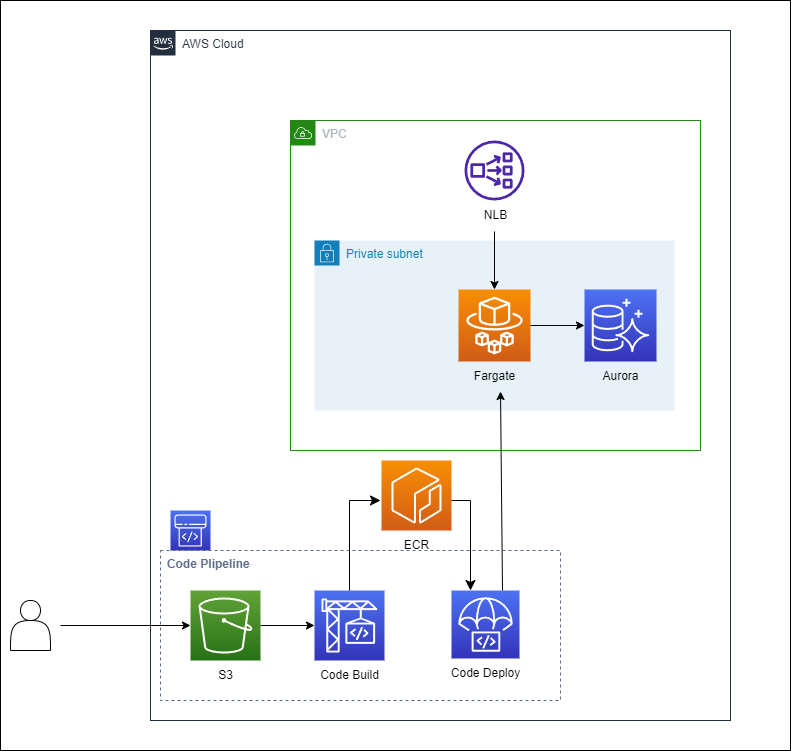 aws
AWS Cloud
VPC
NLB
Private subnet
Fargate
Aurora
ECR
Code Plipeline
S3
Code Build
Code Deploy